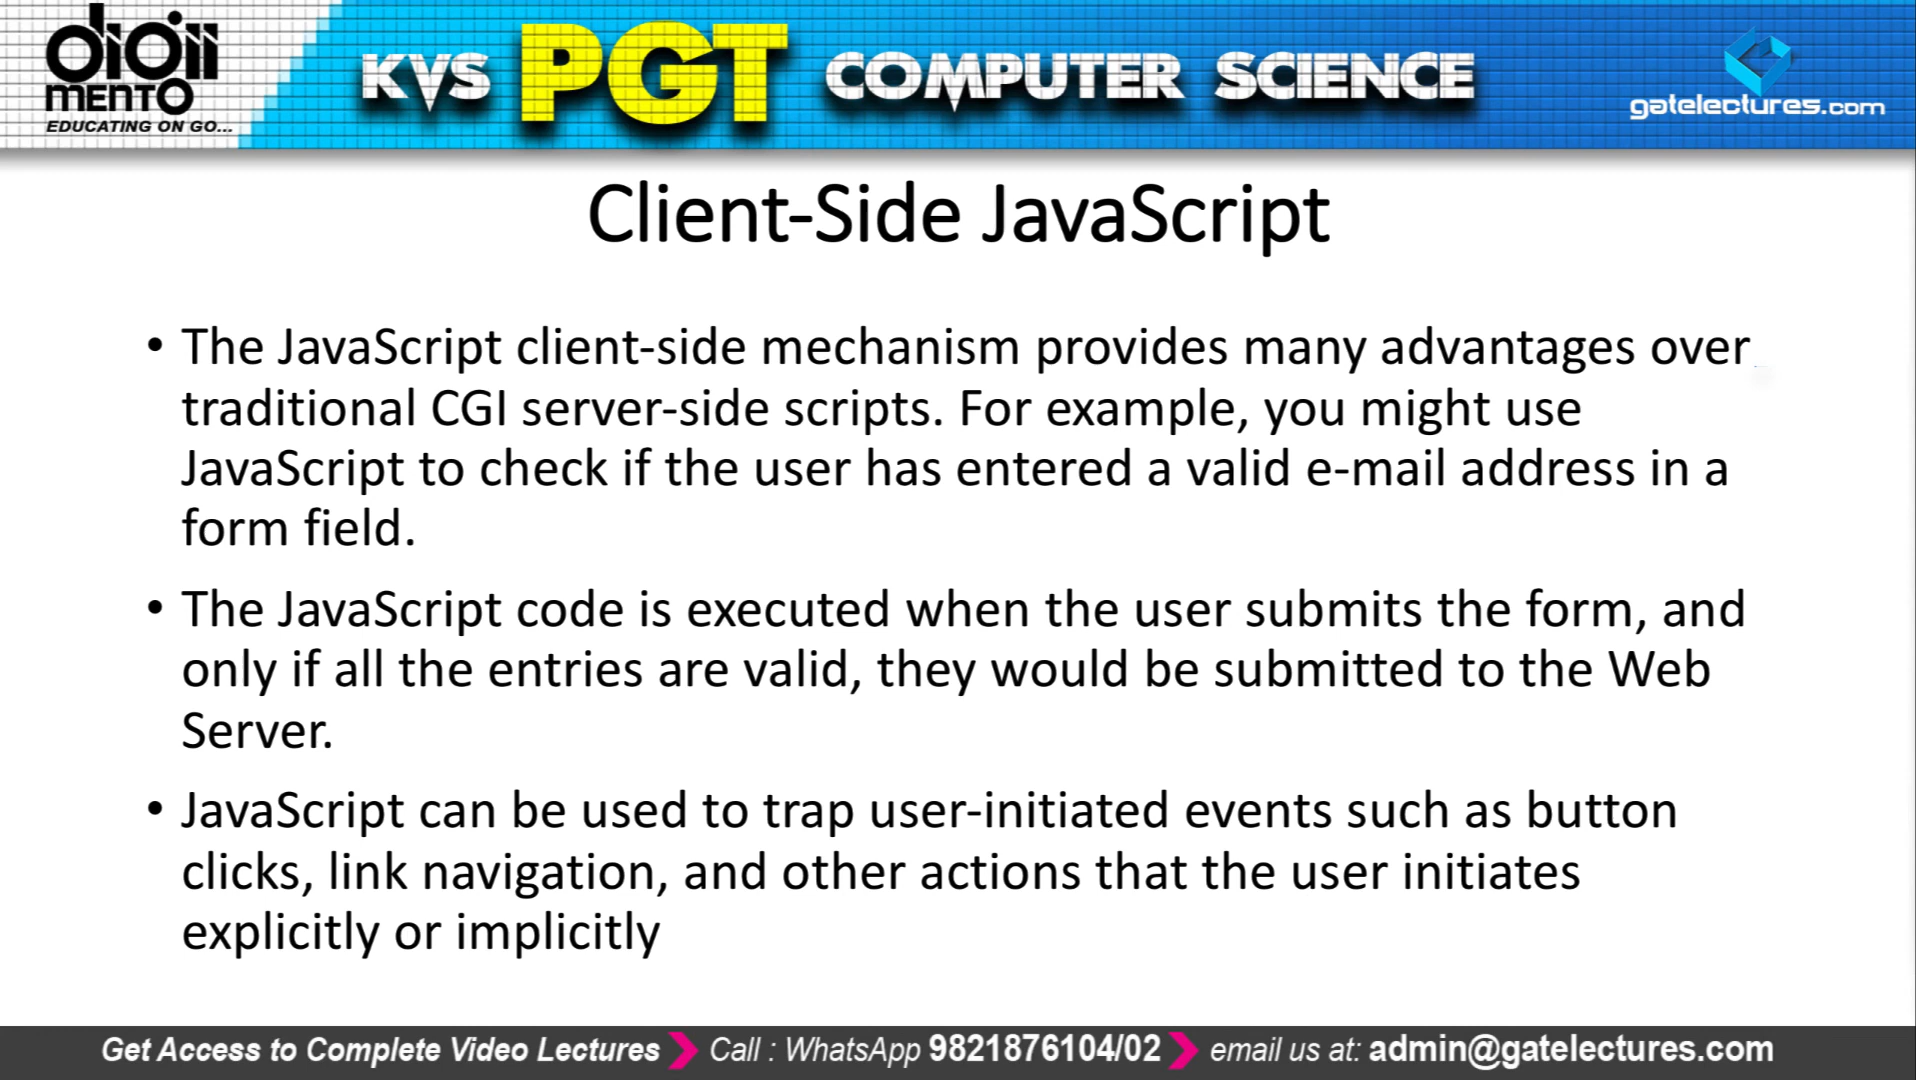 digii
mento
EDUCATING ON GO...
KVS PGT COMPUTER SCIENCE
gatelectures.com
Client-Side JavaScript
• The JavaScript client-side mechanism provides many advantages over
traditional CGI server-side scripts. For example, you might use
JavaScript to check if the user has entered a valid e-mail address in a
form field.
• The JavaScript code is executed when the user submits the form, and
only if all the entries are valid, they would be submitted to the Web
Server.
• JavaScript can be used to trap user-initiated events such as button
clicks, link navigation, and other actions that the user initiates
explicitly or implicitly
Get Access to Complete Video Lectures Call : WhatsApp 9821876104/02 email us at: admin@gatelectures.com